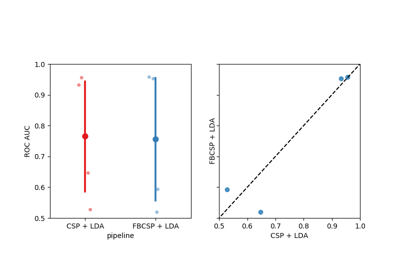 1.0
0.9
0.8
0.7
0.6
0.5
ROC AUC
CSP + LDA
FBCSP + LDA
pipeline
FBCSP + LDA
0.5
0.6
0.7
0.8
0.9
1.0
CSP + LDA